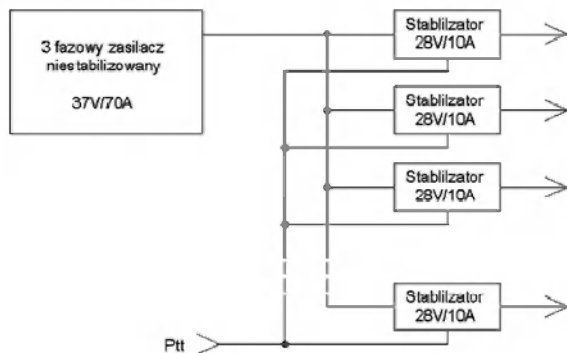 3 fazowy zasilacz
niestabilizowany
37V/70A
Stablilzator
28V/10A
Stablilzator
28V/10A
Stablilzator
28V/10A
Stablilzator
28V/10A
Ptt